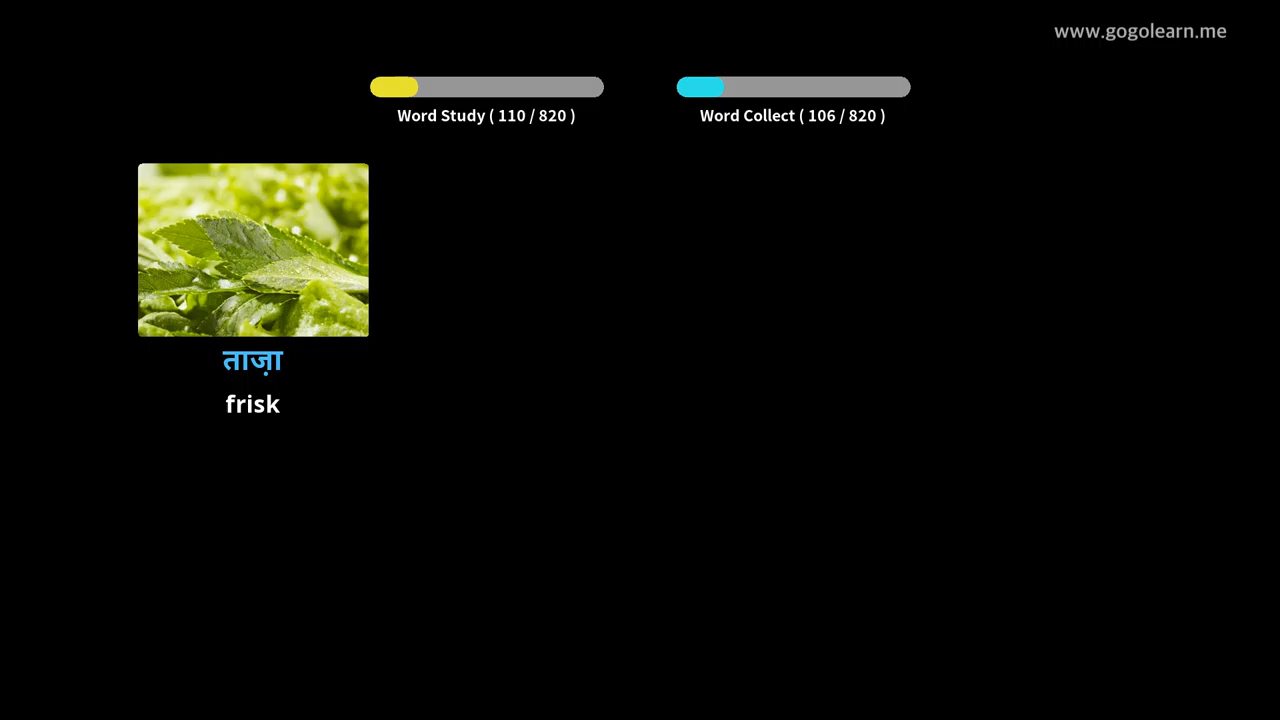 www.gogolearn.me
Word Study ( 110 / 820 )
Word Collect ( 106 / 820 )
ताज़ा
frisk